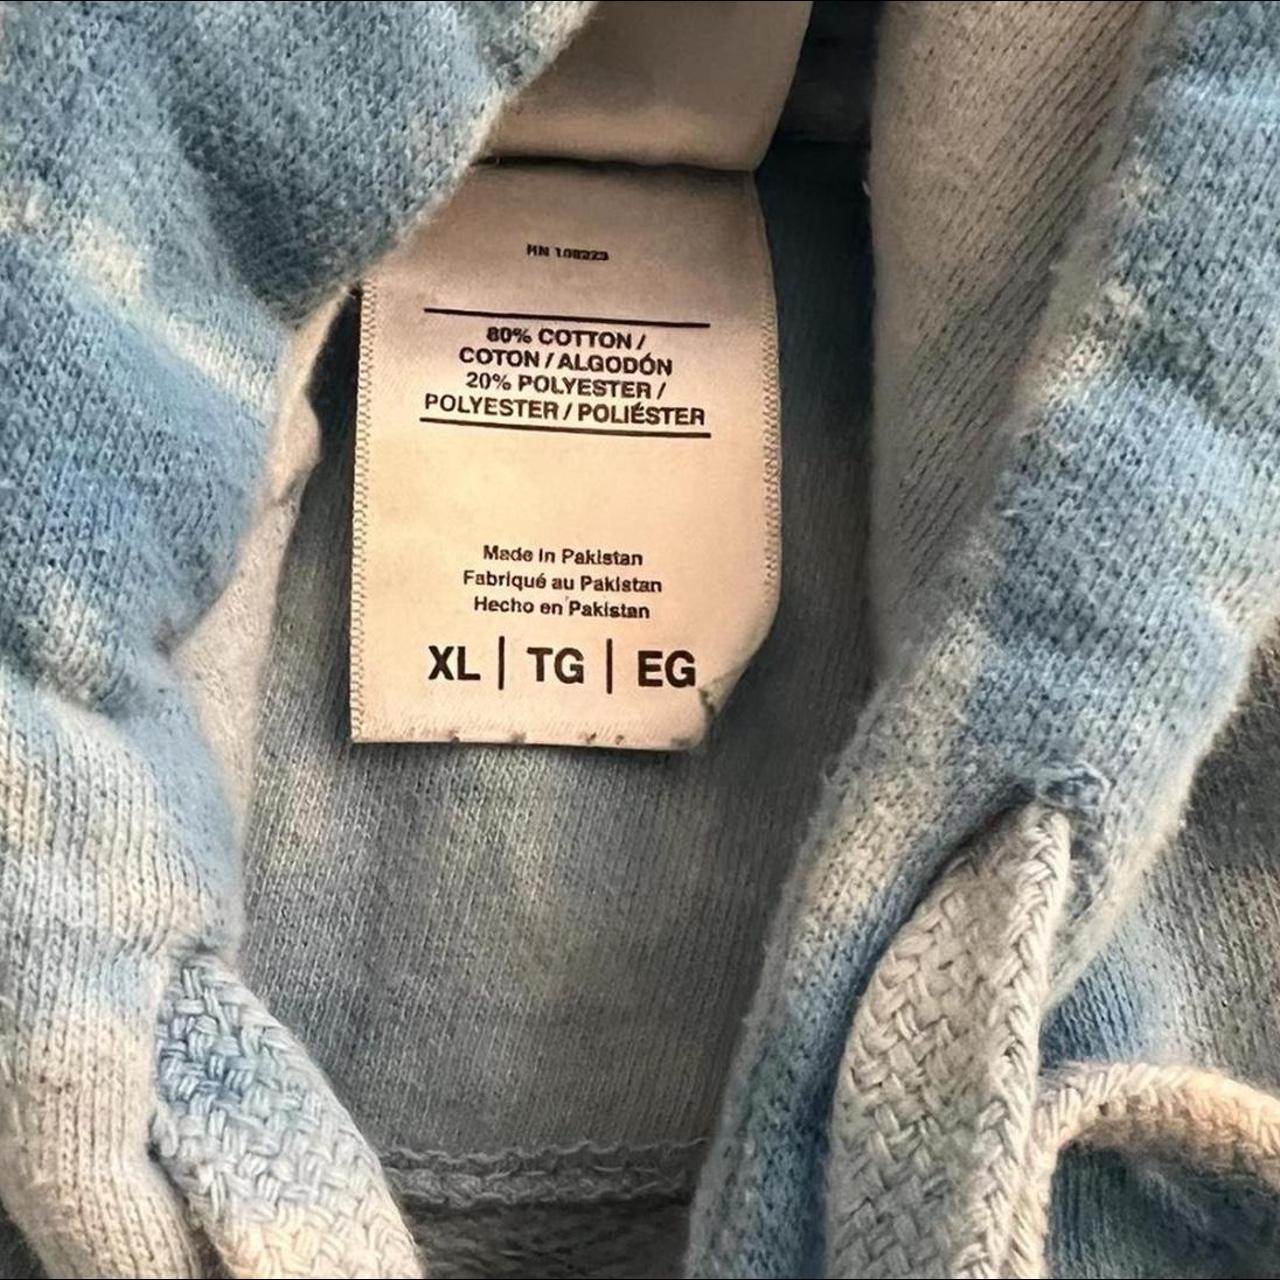 80% COTTON /
COTON / ALGODÓN
20% POLYESTER /
POLYESTER / POLIÉSTER
Made in Pakistan
Fabriqué au Pakistan
Hecho en Pakistan
XL | TG | EG